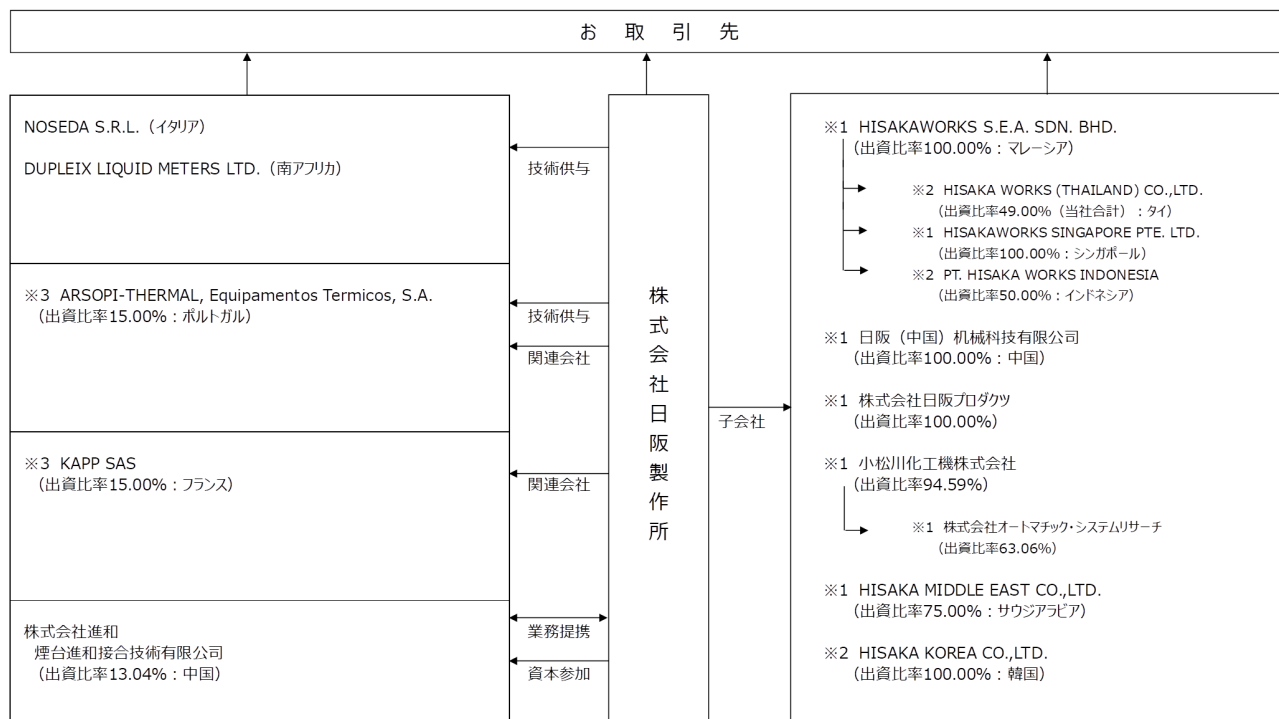 お取引先
NOSEDA S.R.L.（イタリア）
DUPLEIX LIQUID METERS LTD.（南アフリカ）
技術供与
※3 ARSOPI-THERMAL, Equipamentos Termicos, S.A.
（出資比率15.00%：ポルトガル）
技術供与
関連会社
※3 KAPP SAS
（出資比率15.00%：フランス）
関連会社
株式会社進和
煙台進和接合技術有限公司
（出資比率13.04%：中国）
業務提携
資本参加
株式会社日阪製作所
子会社
※1 HISAKAWORKS S.E.A. SDN. BHD.
（出資比率100.00%：マレーシア）
※2 HISAKA WORKS (THAILAND) CO.,LTD.
（出資比率49.00%（当社合計）：タイ）
※1 HISAKAWORKS SINGAPORE PTE. LTD.
（出資比率100.00%：シンガポール）
※2 PT. HISAKA WORKS INDONESIA
（出資比率50.00%：インドネシア）
※1 日阪（中国）机械科技有限公司
（出資比率100.00%：中国）
※1 株式会社日阪プロダクツ
（出資比率100.00%）
※1 小松川化工機株式会社
（出資比率94.59%）
※1 株式会社オートマチック・システムリサーチ
（出資比率63.06%）
※1 HISAKA MIDDLE EAST CO.,LTD.
（出資比率75.00%：サウジアラビア）
※2 HISAKA KOREA CO.,LTD.
（出資比率100.00%：韓国）